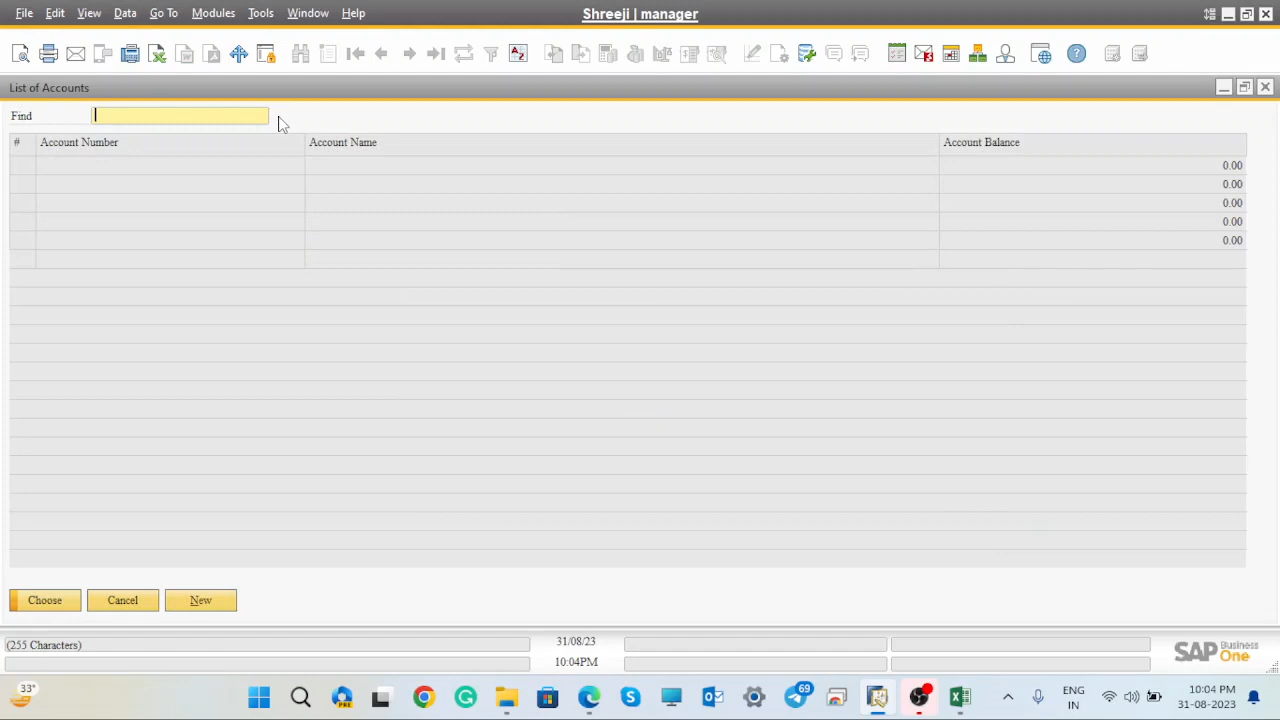 File Edit View Data Go To Modules Tools Window Help
Shreeji | manager
List of Accounts
Find
# Account Number Account Name Account Balance
0.00
0.00
0.00
0.00
0.00
Choose Cancel New
(255 Characters)
31/08/23
10:04PM
SAP Business One
33°
PRE
69
ENG
IN
10:04 PM
31-08-2023